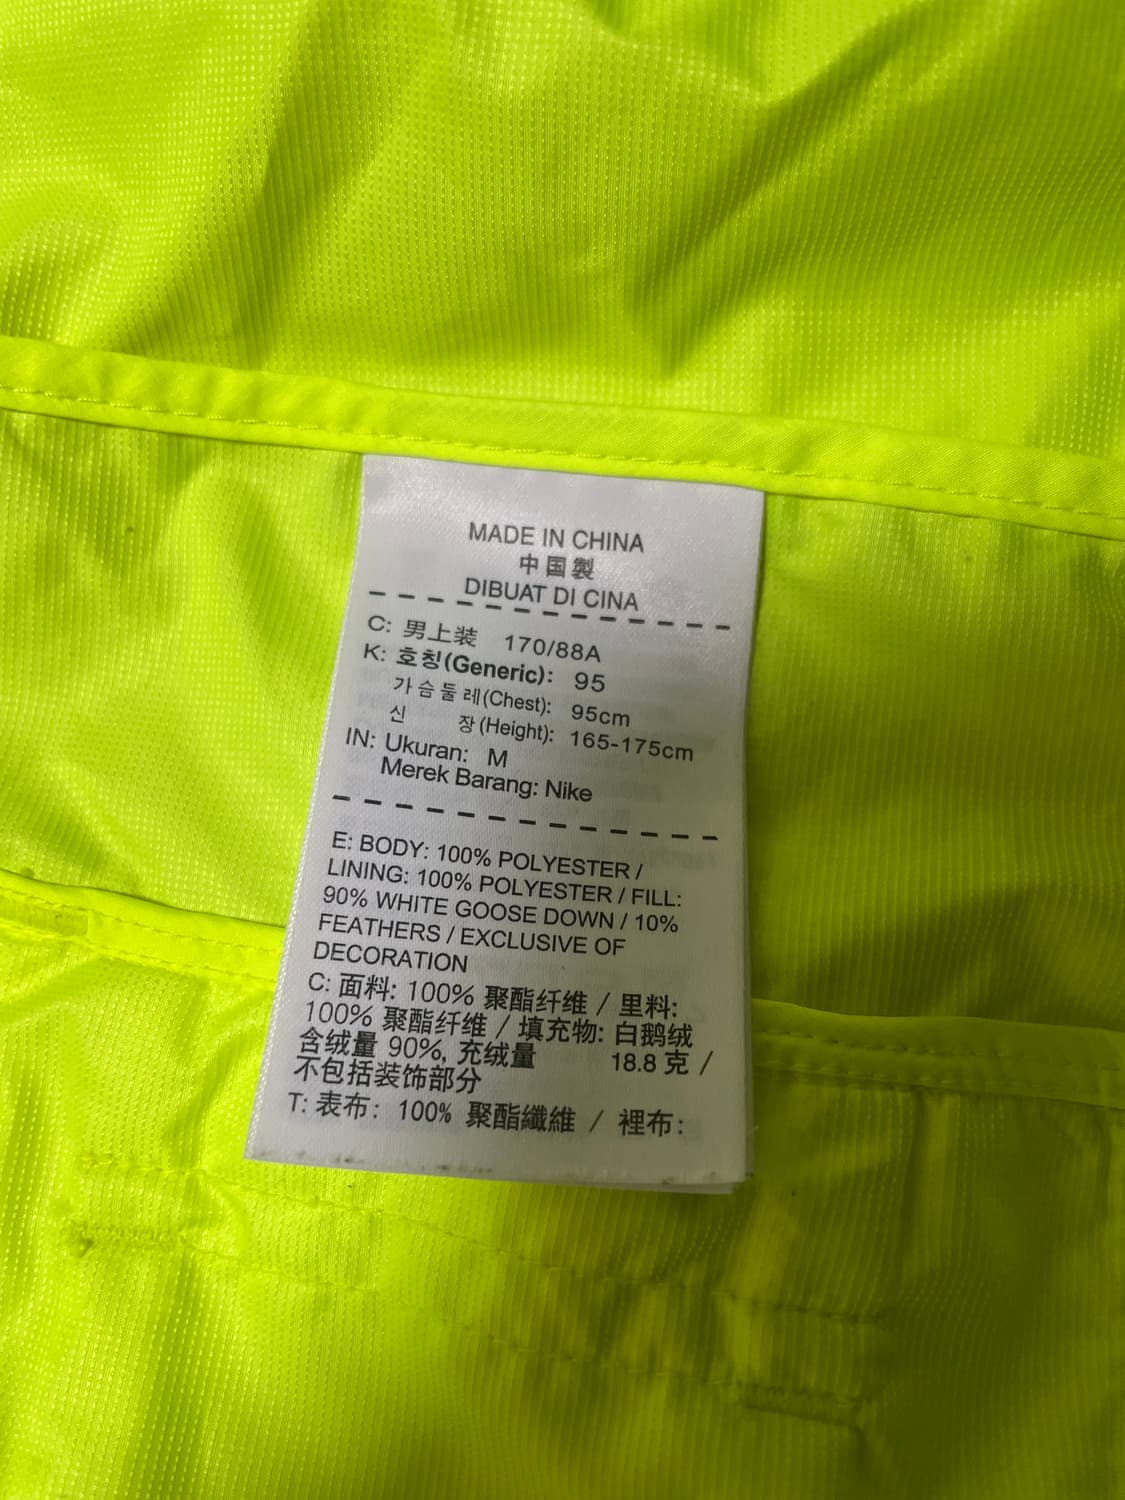 MADE IN CHINA
中国製
DIBUAT DI CINA
C: 男上装 170/88A
K: 호칭(Generic): 95
가슴둘레(Chest): 95cm
신 장(Height): 165-175cm
IN: Ukuran: M
Merek Barang: Nike
E: BODY: 100% POLYESTER /
LINING: 100% POLYESTER / FILL:
90% WHITE GOOSE DOWN / 10%
FEATHERS / EXCLUSIVE OF
DECORATION
C: 面料: 100% 聚酯纤维 / 里料:
100% 聚酯纤维 / 填充物: 白鹅绒
含绒量 90%, 充绒量 18.8 克 /
不包括装饰部分
T: 表布: 100% 聚酯纖維 / 裡布: